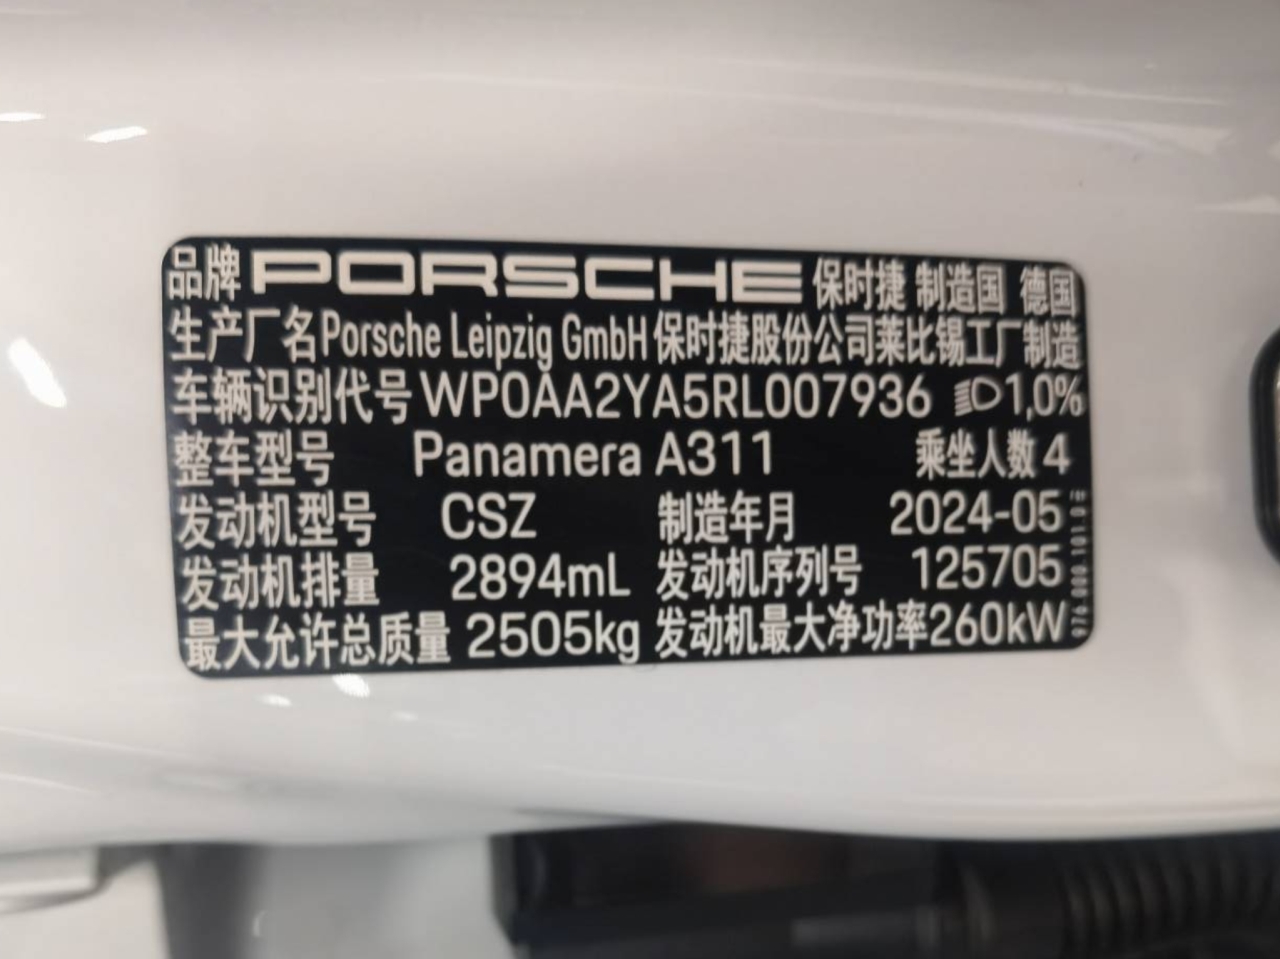 品牌 PORSCHE 保时捷 制造国 德国
生产厂名 Porsche Leipzig GmbH 保时捷股份公司莱比锡工厂制造
车辆识别代号 WP0AA2YA5RL007936 1,0%
整车型号 Panamera A311 乘坐人数 4
发动机型号 CSZ 制造年月 2024-05
发动机排量 2894mL 发动机序列号 125705
最大允许总质量 2505kg 发动机最大净功率 260kW